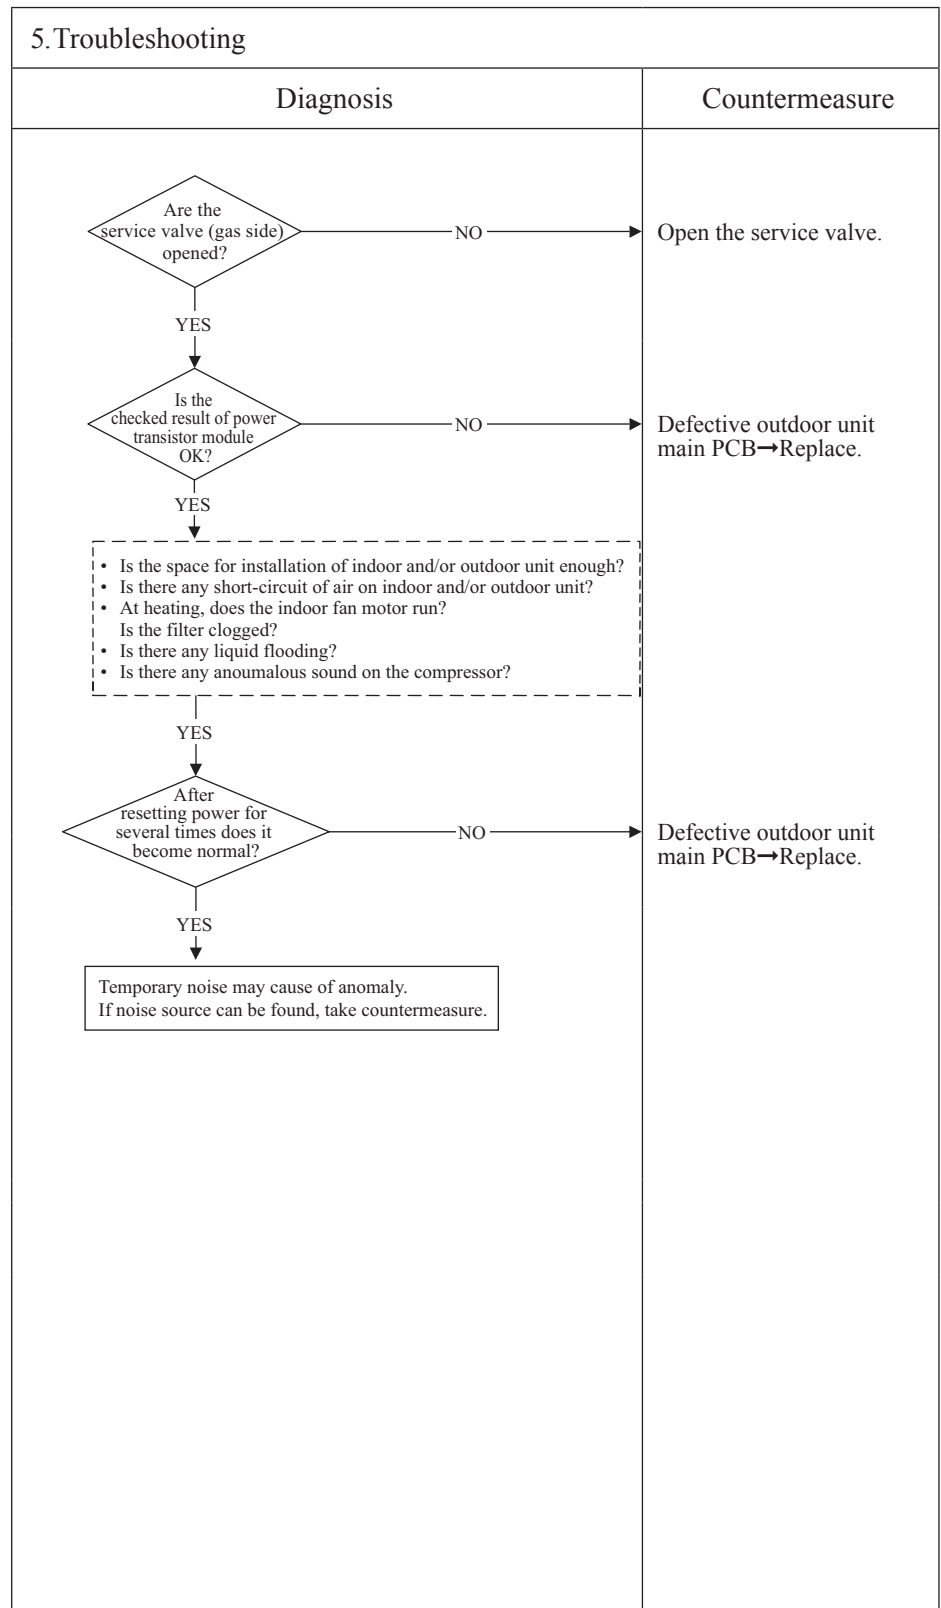 5.Troubleshooting
Diagnosis
Countermeasure
Are the
service valve (gas side)
opened?
NO
Open the service valve.
YES
Is the
checked result of power
transistor module
OK?
NO
Defective outdoor unit
main PCB→Replace.
YES
• Is the space for installation of indoor and/or outdoor unit enough?
• Is there any short-circuit of air on indoor and/or outdoor unit?
• At heating, does the indoor fan motor run?
Is the filter clogged?
• Is there any liquid flooding?
• Is there any anoumalous sound on the compressor?
YES
After
resetting power for
several times does it
become normal?
NO
Defective outdoor unit
main PCB→Replace.
YES
Temporary noise may cause of anomaly.
If noise source can be found, take countermeasure.